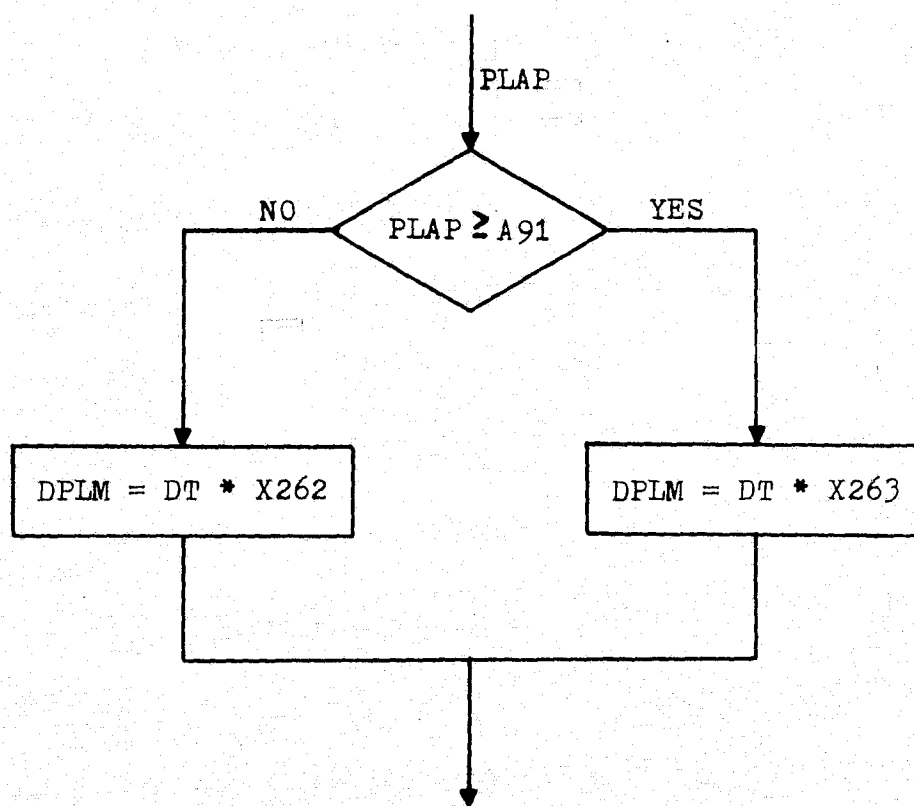 PLAP
NO
YES
PLAP ≥ A91
DPLM = DT * X262
DPLM = DT * X263